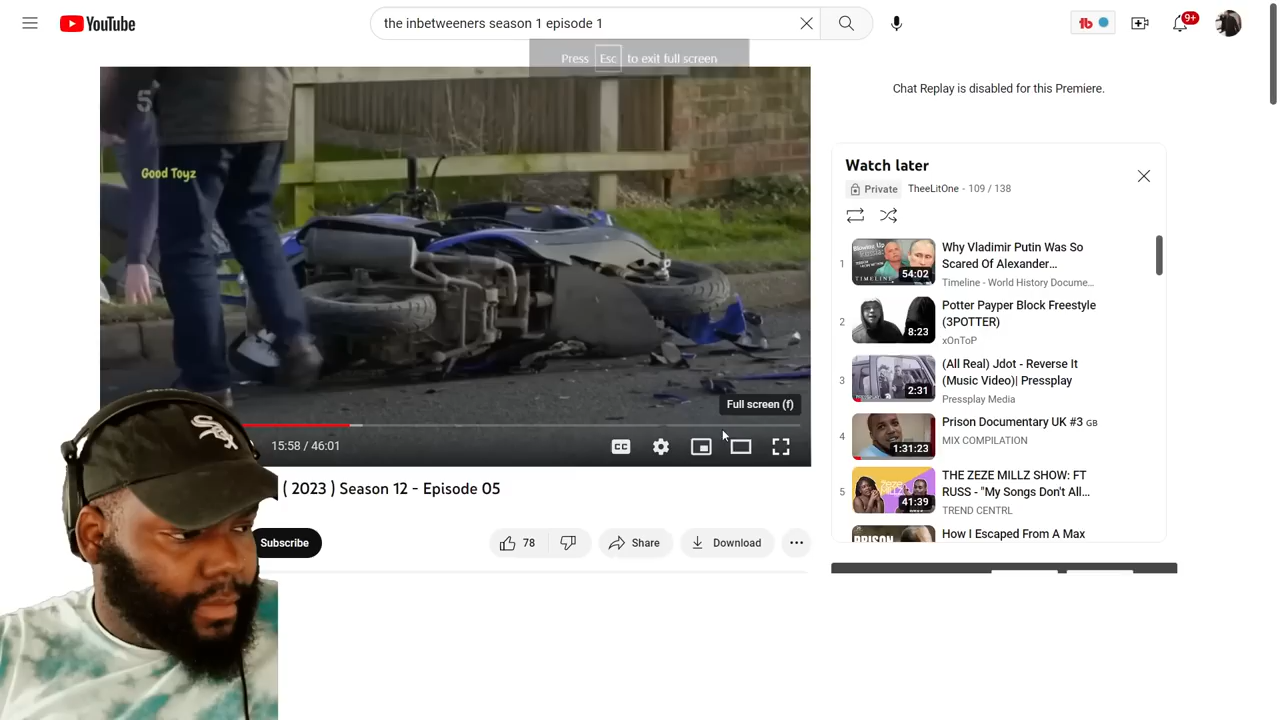 YouTube
the inbetweeners season 1 episode 1
9+
Press Esc to exit full screen
5
Good Toyz
Full screen (f)
15:58 / 46:01
CC
( 2023 ) Season 12 - Episode 05
Subscribe
78
Share
Download
Chat Replay is disabled for this Premiere.
Watch later
Private
TheeLitOne - 109 / 138
1
54:02
TIMELINE
Why Vladimir Putin Was So
Scared Of Alexander...
Timeline - World History Docume...
2
8:23
Potter Payper Block Freestyle
(3POTTER)
xOnToP
3
2:31
(All Real) Jdot - Reverse It
(Music Video)| Pressplay
Pressplay Media
4
1:31:23
Prison Documentary UK #3 GB
MIX COMPILATION
5
41:39
THE ZEZE MILLZ SHOW: FT
RUSS - "My Songs Don't All...
TREND CENTRL
How I Escaped From A Max
Sox